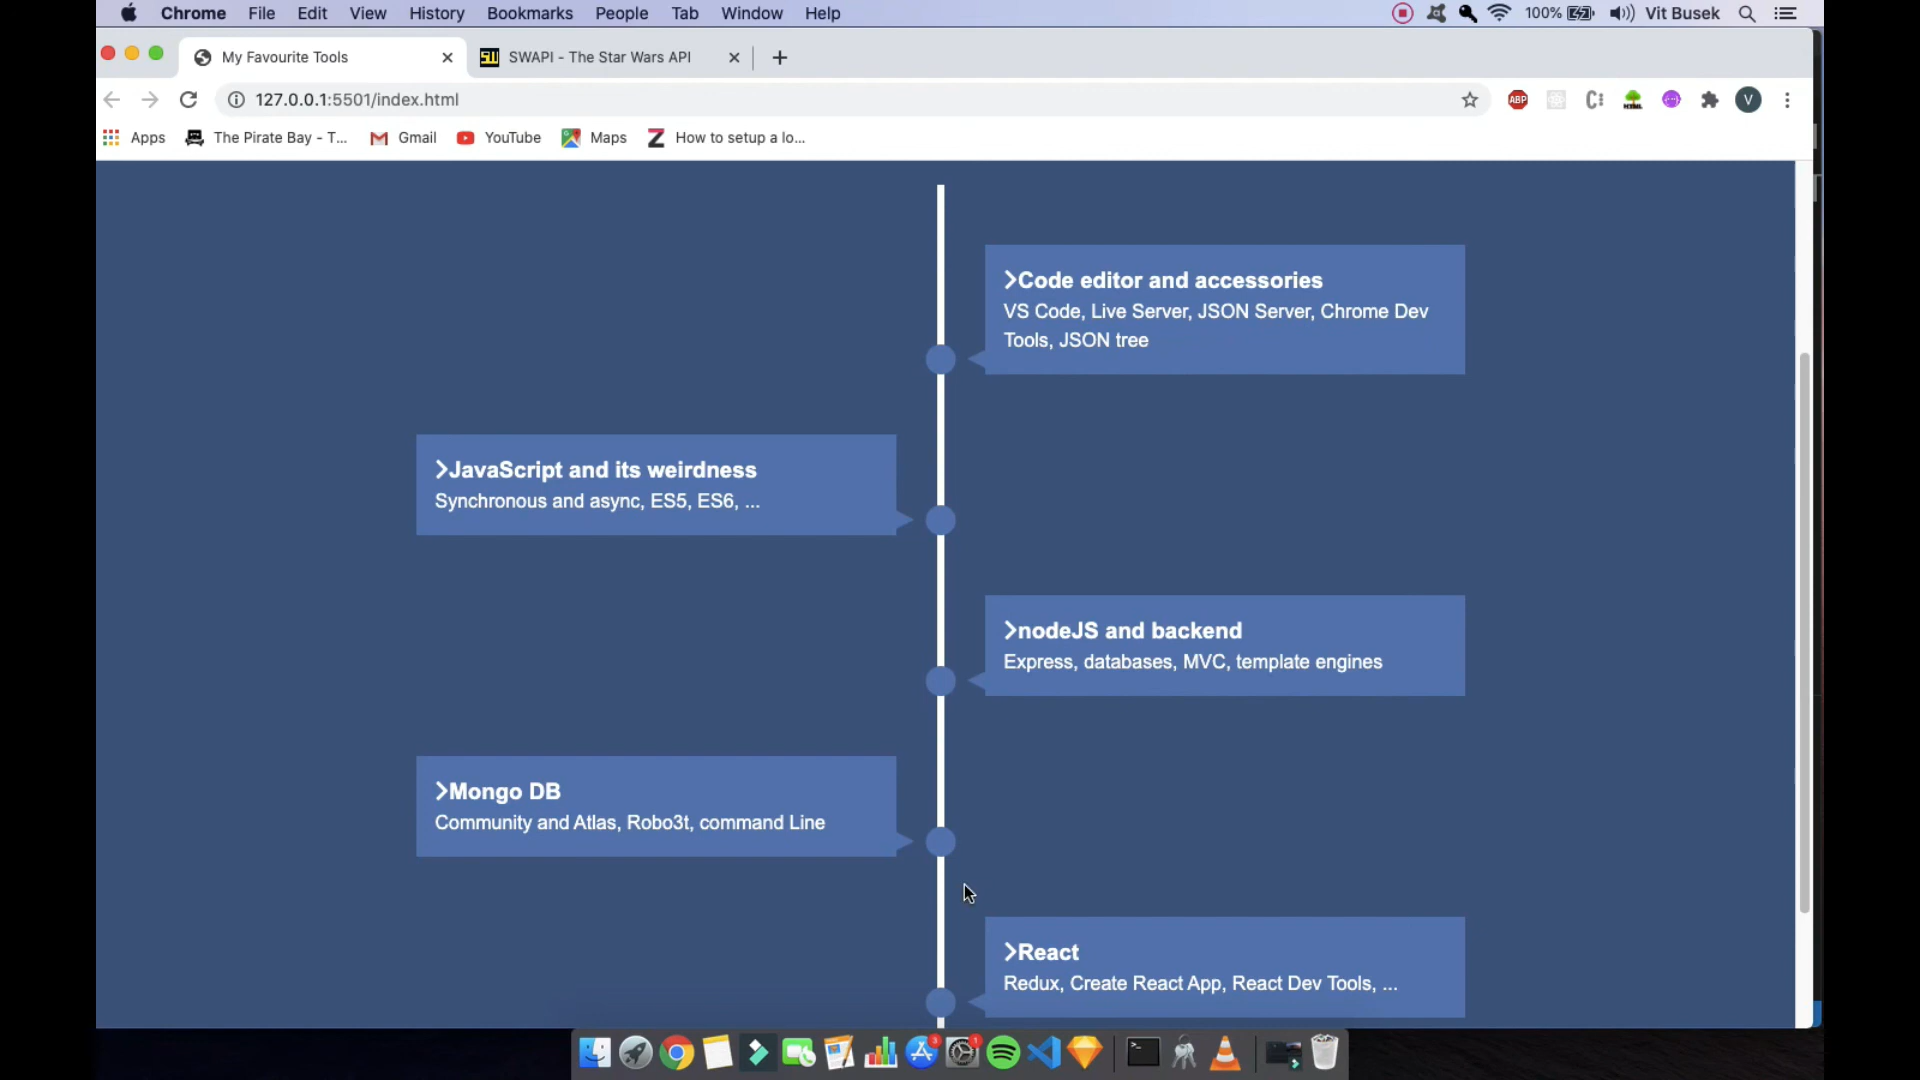 Chrome File Edit View History Bookmarks People Tab Window Help 100% Vit Busek
My Favourite Tools SWAPI - The Star Wars API
127.0.0.1:5501/index.html ABP V
Apps The Pirate Bay - T... Gmail YouTube Maps How to setup a lo...
>Code editor and accessories
VS Code, Live Server, JSON Server, Chrome Dev
Tools, JSON tree
>JavaScript and its weirdness
Synchronous and async, ES5, ES6, ...
>nodeJS and backend
Express, databases, MVC, template engines
>Mongo DB
Community and Atlas, Robo3t, command Line
>React
Redux, Create React App, React Dev Tools, ...